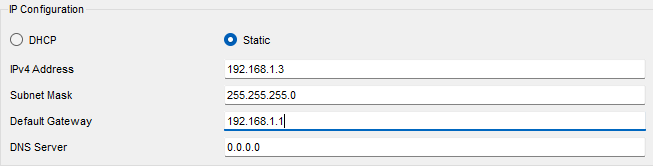 IP Configuration
DHCP Static
IPv4 Address 192.168.1.3
Subnet Mask 255.255.255.0
Default Gateway 192.168.1.1
DNS Server 0.0.0.0